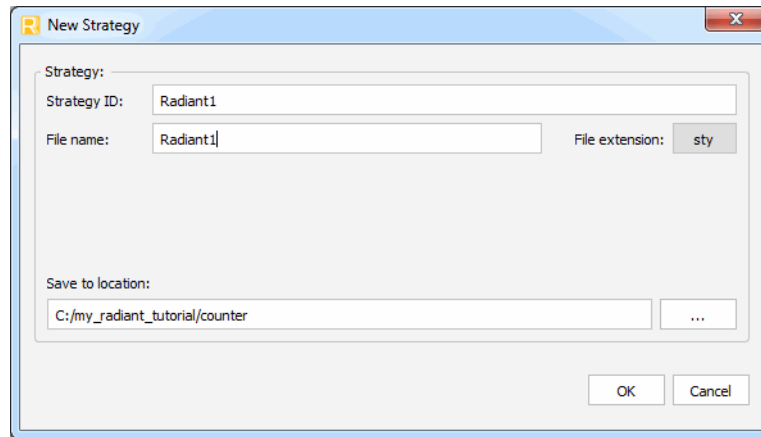 New Strategy
Strategy:
Strategy ID: Radiant1
File name: Radiant1 File extension: sty
Save to location:
C:/my_radiant_tutorial/counter ...
OK Cancel